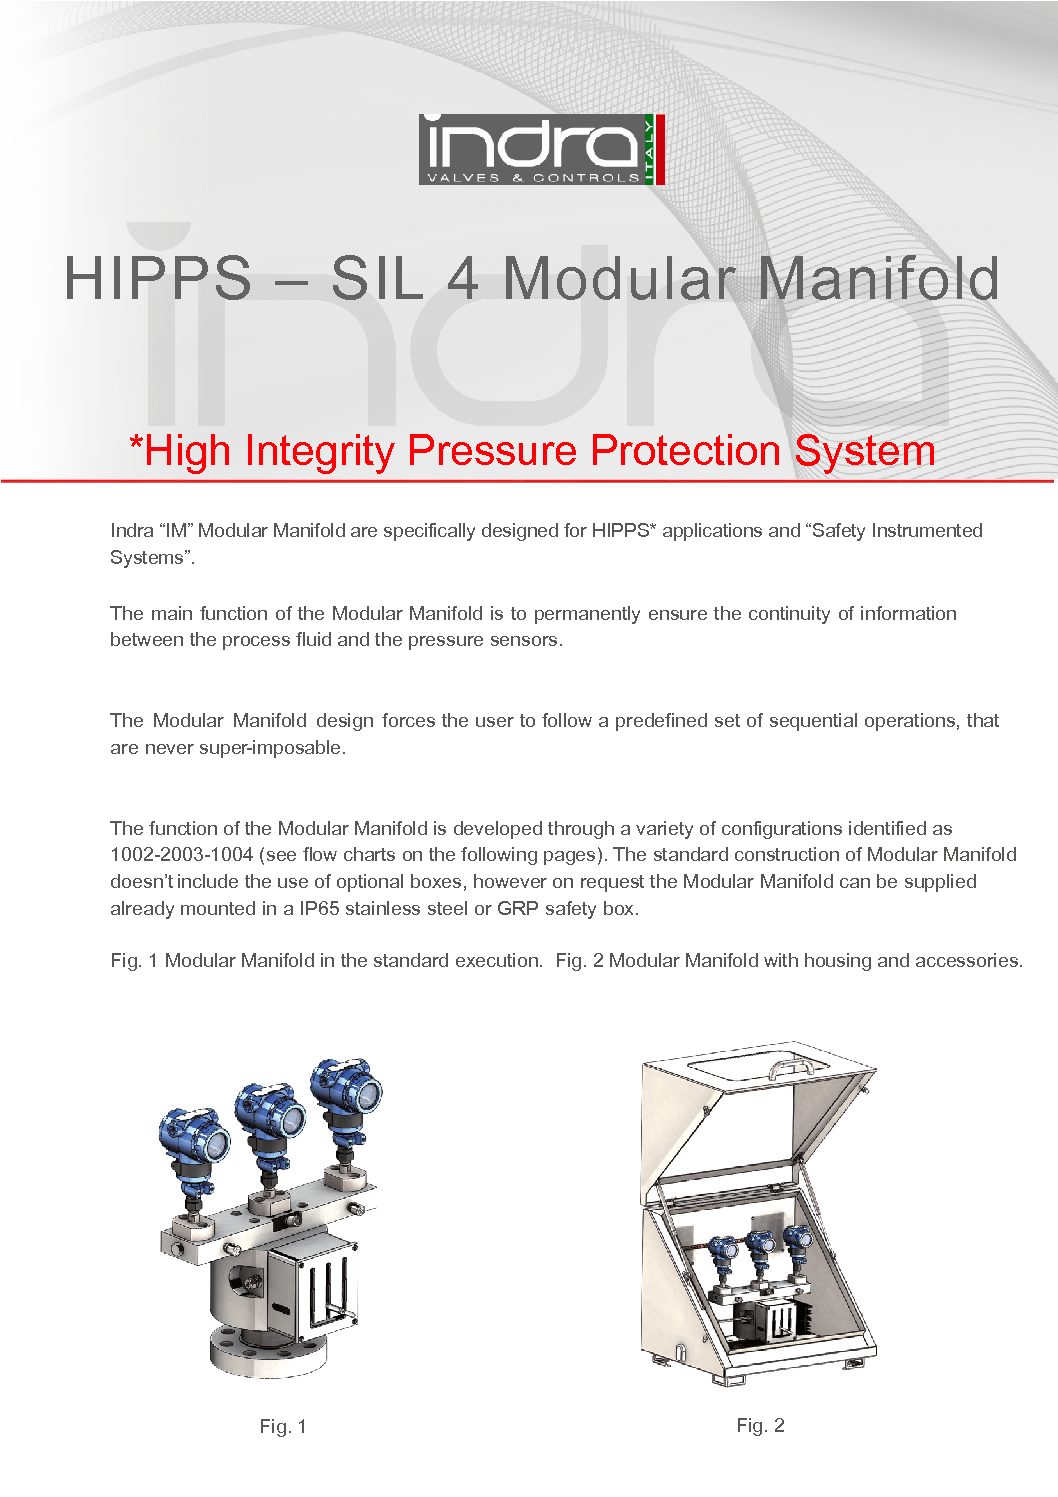 indra
VALVES & CONTROLS
ITALY
HIPPS – SIL 4 Modular Manifold
*High Integrity Pressure Protection System
Indra “IM” Modular Manifold are specifically designed for HIPPS* applications and “Safety Instrumented
Systems”.
The main function of the Modular Manifold is to permanently ensure the continuity of information
between the process fluid and the pressure sensors.
The Modular Manifold design forces the user to follow a predefined set of sequential operations, that
are never super-imposable.
The function of the Modular Manifold is developed through a variety of configurations identified as
1002-2003-1004 (see flow charts on the following pages). The standard construction of Modular Manifold
doesn’t include the use of optional boxes, however on request the Modular Manifold can be supplied
already mounted in a IP65 stainless steel or GRP safety box.
Fig. 1 Modular Manifold in the standard execution. Fig. 2 Modular Manifold with housing and accessories.
Fig. 1
Fig. 2